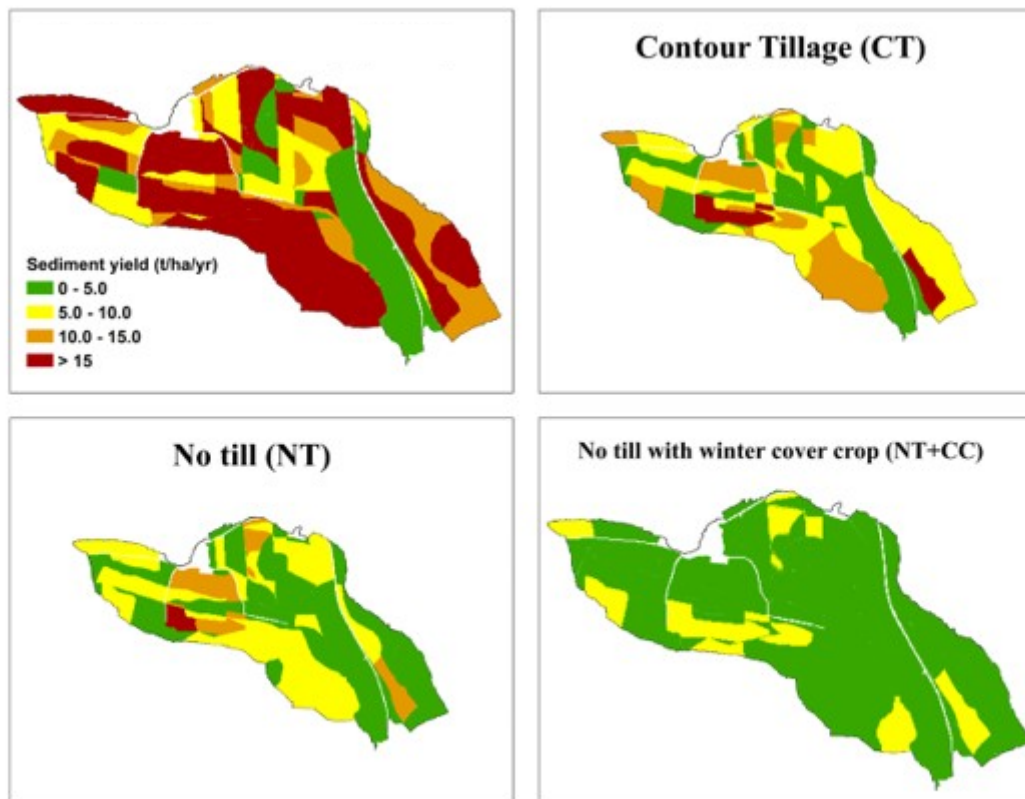 Contour Tillage (CT)
Sediment yield (t/ha/yr)
0 - 5.0
5.0 - 10.0
10.0 - 15.0
> 15
No till (NT)
No till with winter cover crop (NT+CC)